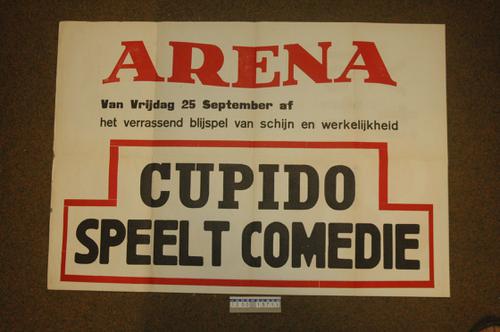 ARENA
Van Vrijdag 25 September af
het verrassend blijspel van schijn en werkelijkheid
CUPIDO
SPEELT COMEDIE